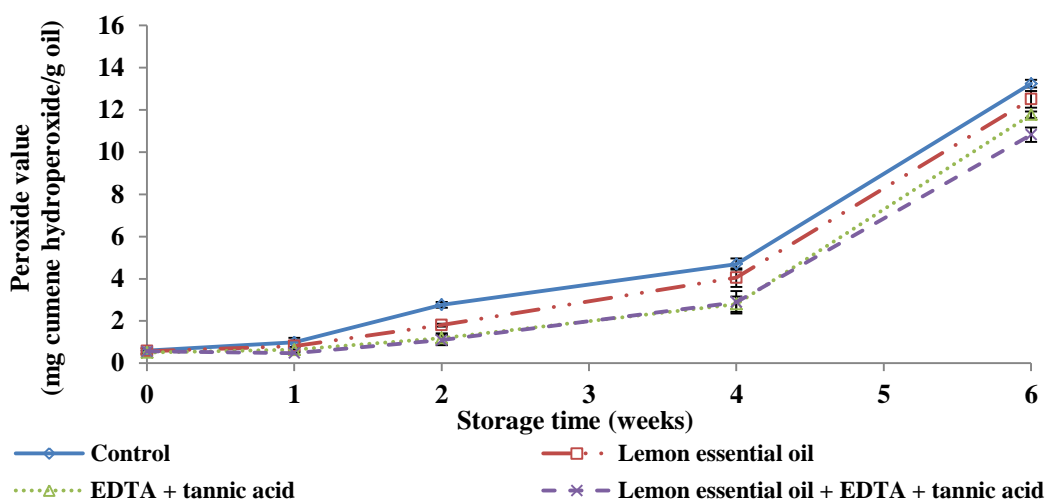 16
14
12
10
8
6
4
2
0
Peroxide value
(mg cumene hydroperoxide/g oil)
0 1 2 3 4 5 6
Storage time (weeks)
Control
Lemon essential oil
EDTA + tannic acid
Lemon essential oil + EDTA + tannic acid